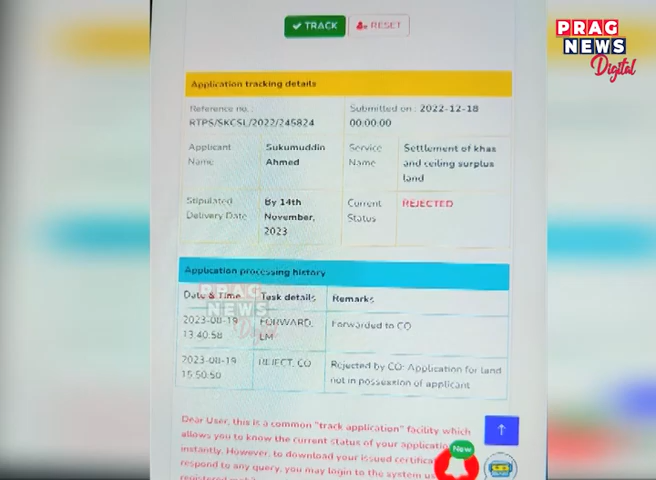 TRACK
RESET
PRAG
NEWS
Digital
Application tracking details
Reference no. :
RTPS/SKCSL/2022/245824
Submitted on : 2022-12-18
00:00:00
Applicant
Name
Sukumuddin
Ahmed
Service
Name
Settlement of khas
and ceiling surplus
land
Stipulated
Delivery Date
By 14th
November,
2023
Current
Status
REJECTED
Application processing history
Date & Time
Task details
Remarks
PRAG
NEWS
Digital
2023-08-19
13:40:58
FORWARD,
LM
Forwarded to CO
2023-08-19
15:50:50
REJECT, CO
Rejected by CO: Application for land
not in possession of applicant
Dear User, this is a common "track application" facility which
allows you to know the current status of your
instantly. However, to download your issued
respond to any query, you may login to the system
New